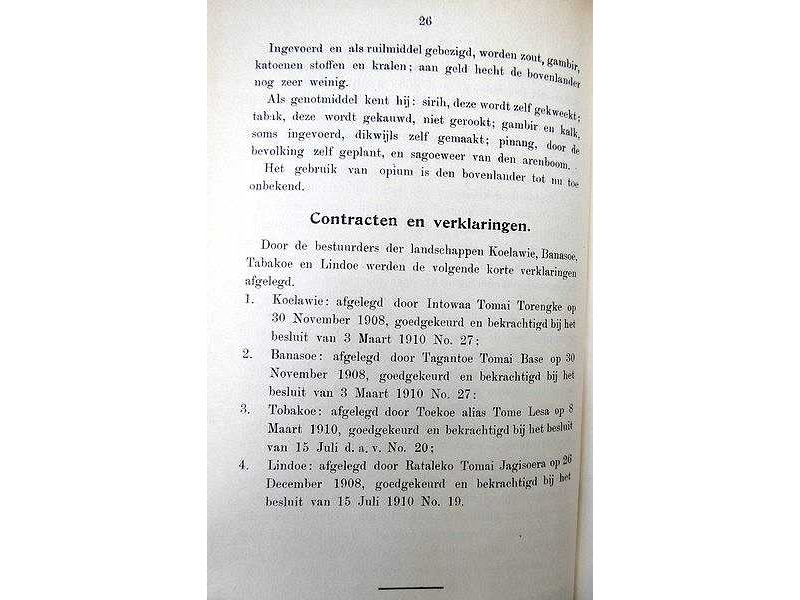 26
Ingevoerd en als ruilmiddel gebezigd, worden zout, gambir,
katoenen stoffen en kralen; aan geld hecht de bovenlander
nog zeer weinig.
Als genotmiddel kent hij: sirih, deze wordt zelf gekweekt;
tabak, deze wordt gekauwd, niet gerookt; gambir en kalk,
soms ingevoerd, dikwijls zelf gemaakt; pinang, door de
bevolking zelf geplant, en sagoeweer van den arenboom.
Het gebruik van opium is den bovenlander tot nu toe
onbekend.
Contracten en verklaringen.
Door de bestuurders der landschappen Koelawie, Banasoe,
Tabakoe en Lindoe werden de volgende korte verklaringen
afgelegd.
1. Koelawie: afgelegd door Intowaa Tomai Torengke op
30 November 1908, goedgekeurd en bekrachtigd bij het
besluit van 3 Maart 1910 No. 27;
2. Banasoe: afgelegd door Tagantoe Tomai Base op 30
November 1908, goedgekeurd en bekrachtigd bij het
besluit van 3 Maart 1910 No. 27;
3. Tobakoe: afgelegd door Toekoe alias Tome Lesa op 8
Maart 1910, goedgekeurd en bekrachtigd bij het besluit
van 15 Juli d. a. v. No. 20;
4. Lindoe: afgelegd door Rataleko Tomai Jagisoera op 26
December 1908, goedgekeurd en bekrachtigd bij het
besluit van 15 Juli 1910 No. 19.